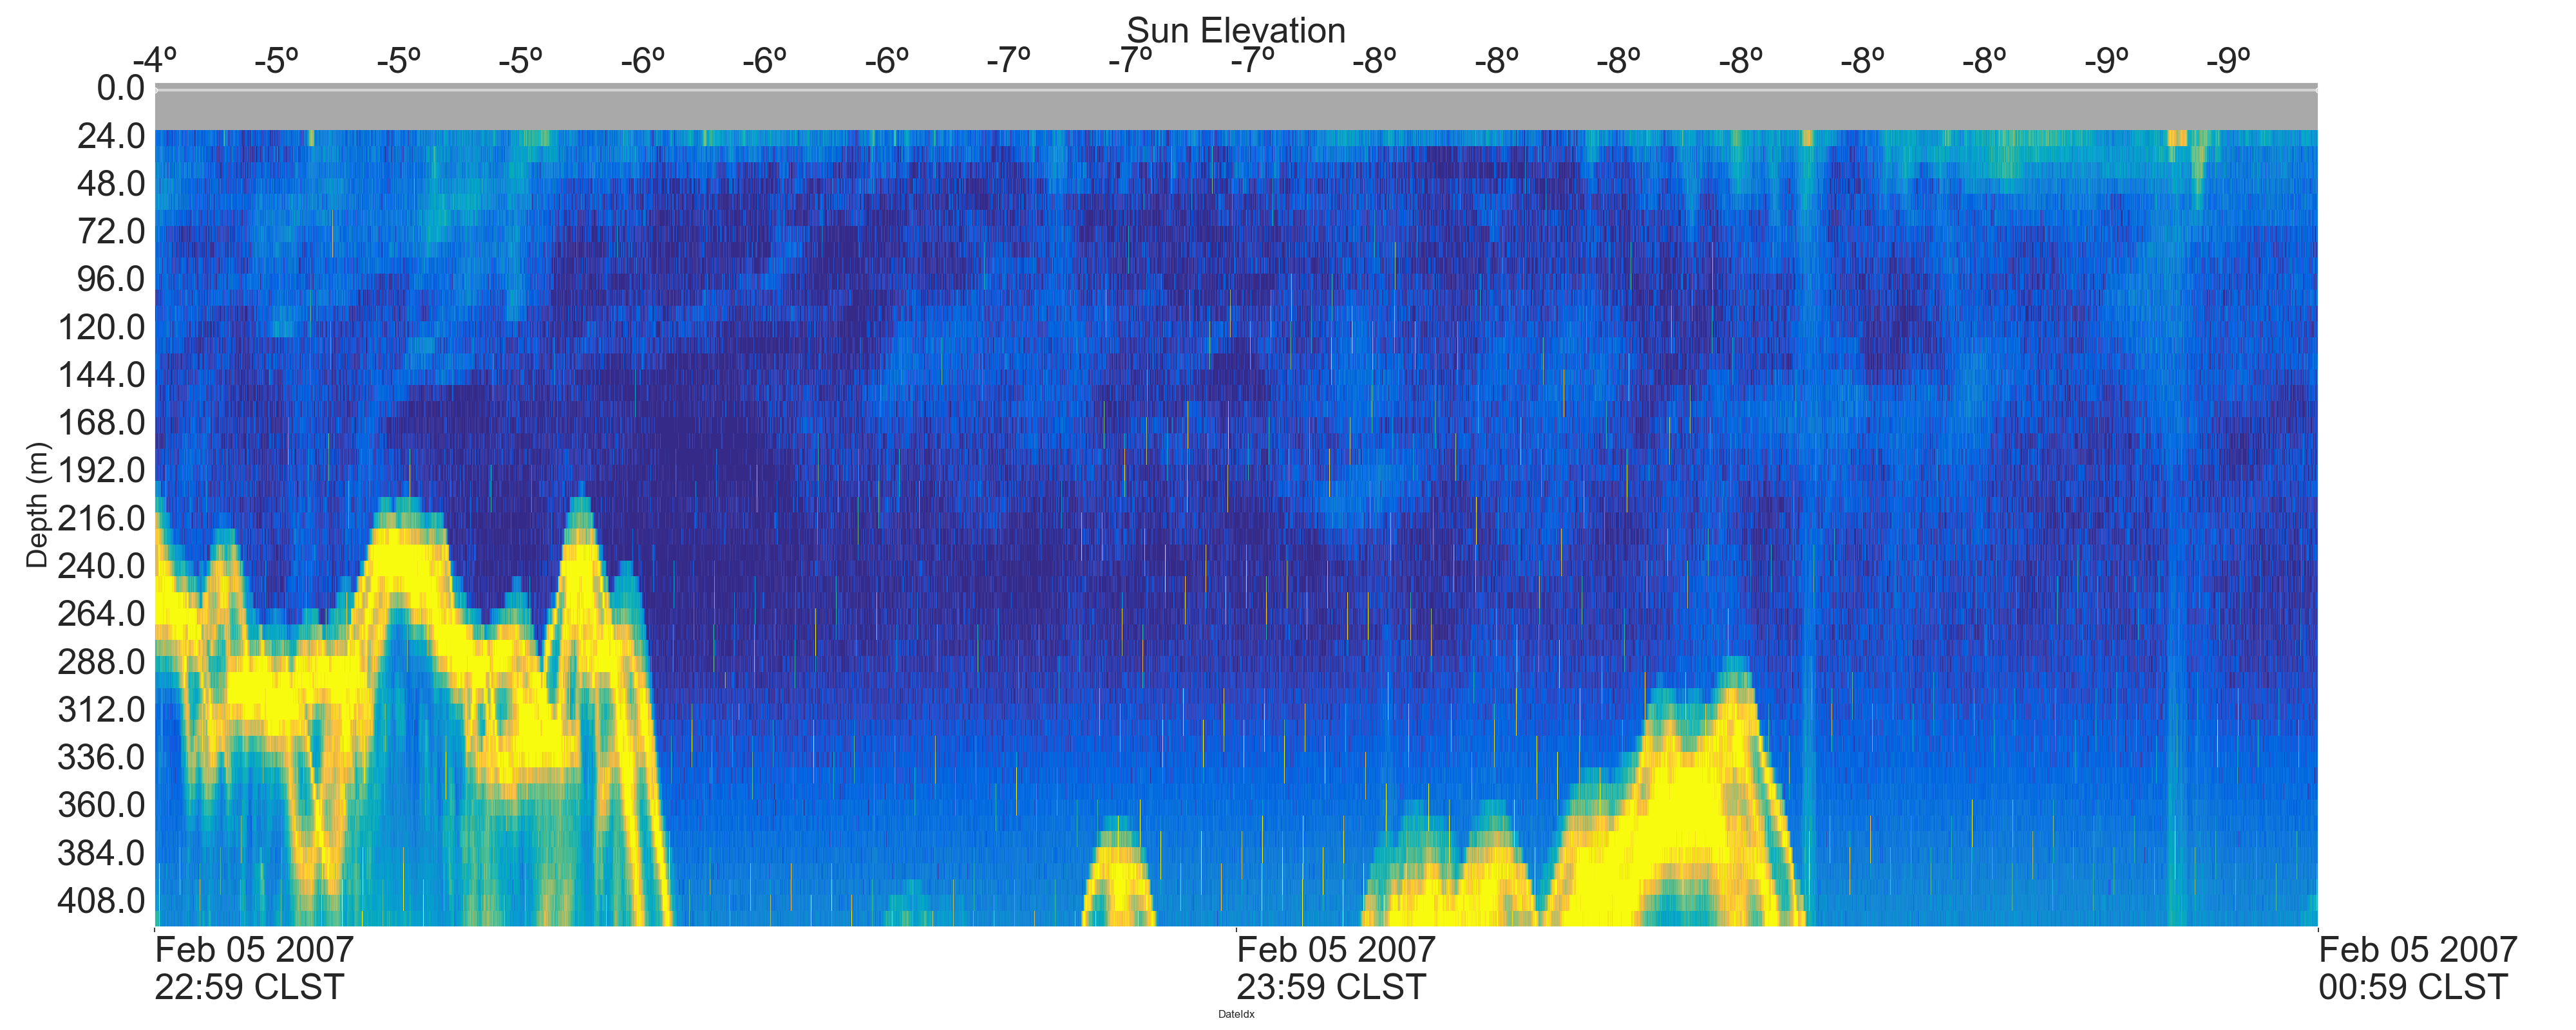 Sun Elevation
-4º -5º -5º -5º -6º -6º -6º -7º -7º -7º -8º -8º -8º -8º -8º -8º -9º -9º
0.0
24.0
48.0
72.0
96.0
120.0
144.0
168.0
192.0
216.0
240.0
264.0
288.0
312.0
336.0
360.0
384.0
408.0
Depth (m)
Feb 05 2007
22:59 CLST
Feb 05 2007
23:59 CLST
Feb 05 2007
00:59 CLST
DateIdx